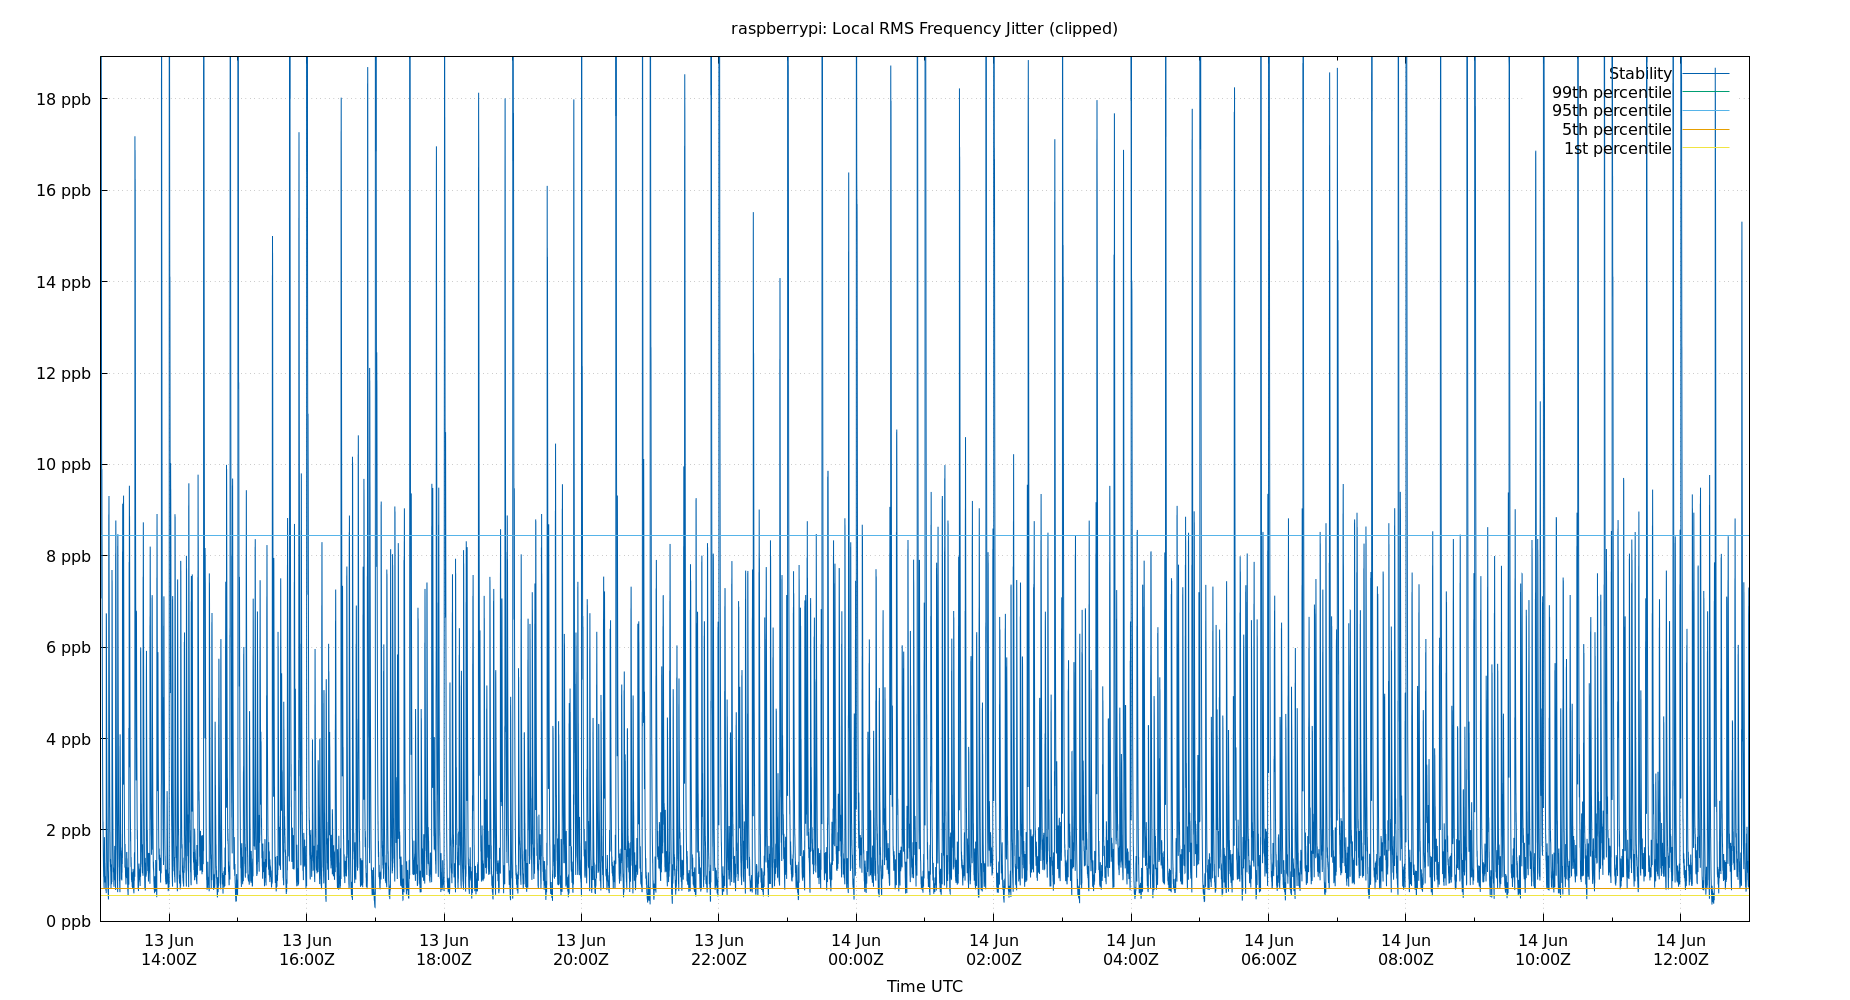 raspberrypi: Local RMS Frequency Jitter (clipped)
Stability
99th percentile
95th percentile
5th percentile
1st percentile
18 ppb
16 ppb
14 ppb
12 ppb
10 ppb
8 ppb
6 ppb
4 ppb
2 ppb
0 ppb
13 Jun 13 Jun 13 Jun 13 Jun 13 Jun 14 Jun 14 Jun 14 Jun 14 Jun 14 Jun 14 Jun 14 Jun
14:00Z 16:00Z 18:00Z 20:00Z 22:00Z 00:00Z 02:00Z 04:00Z 06:00Z 08:00Z 10:00Z 12:00Z
Time UTC